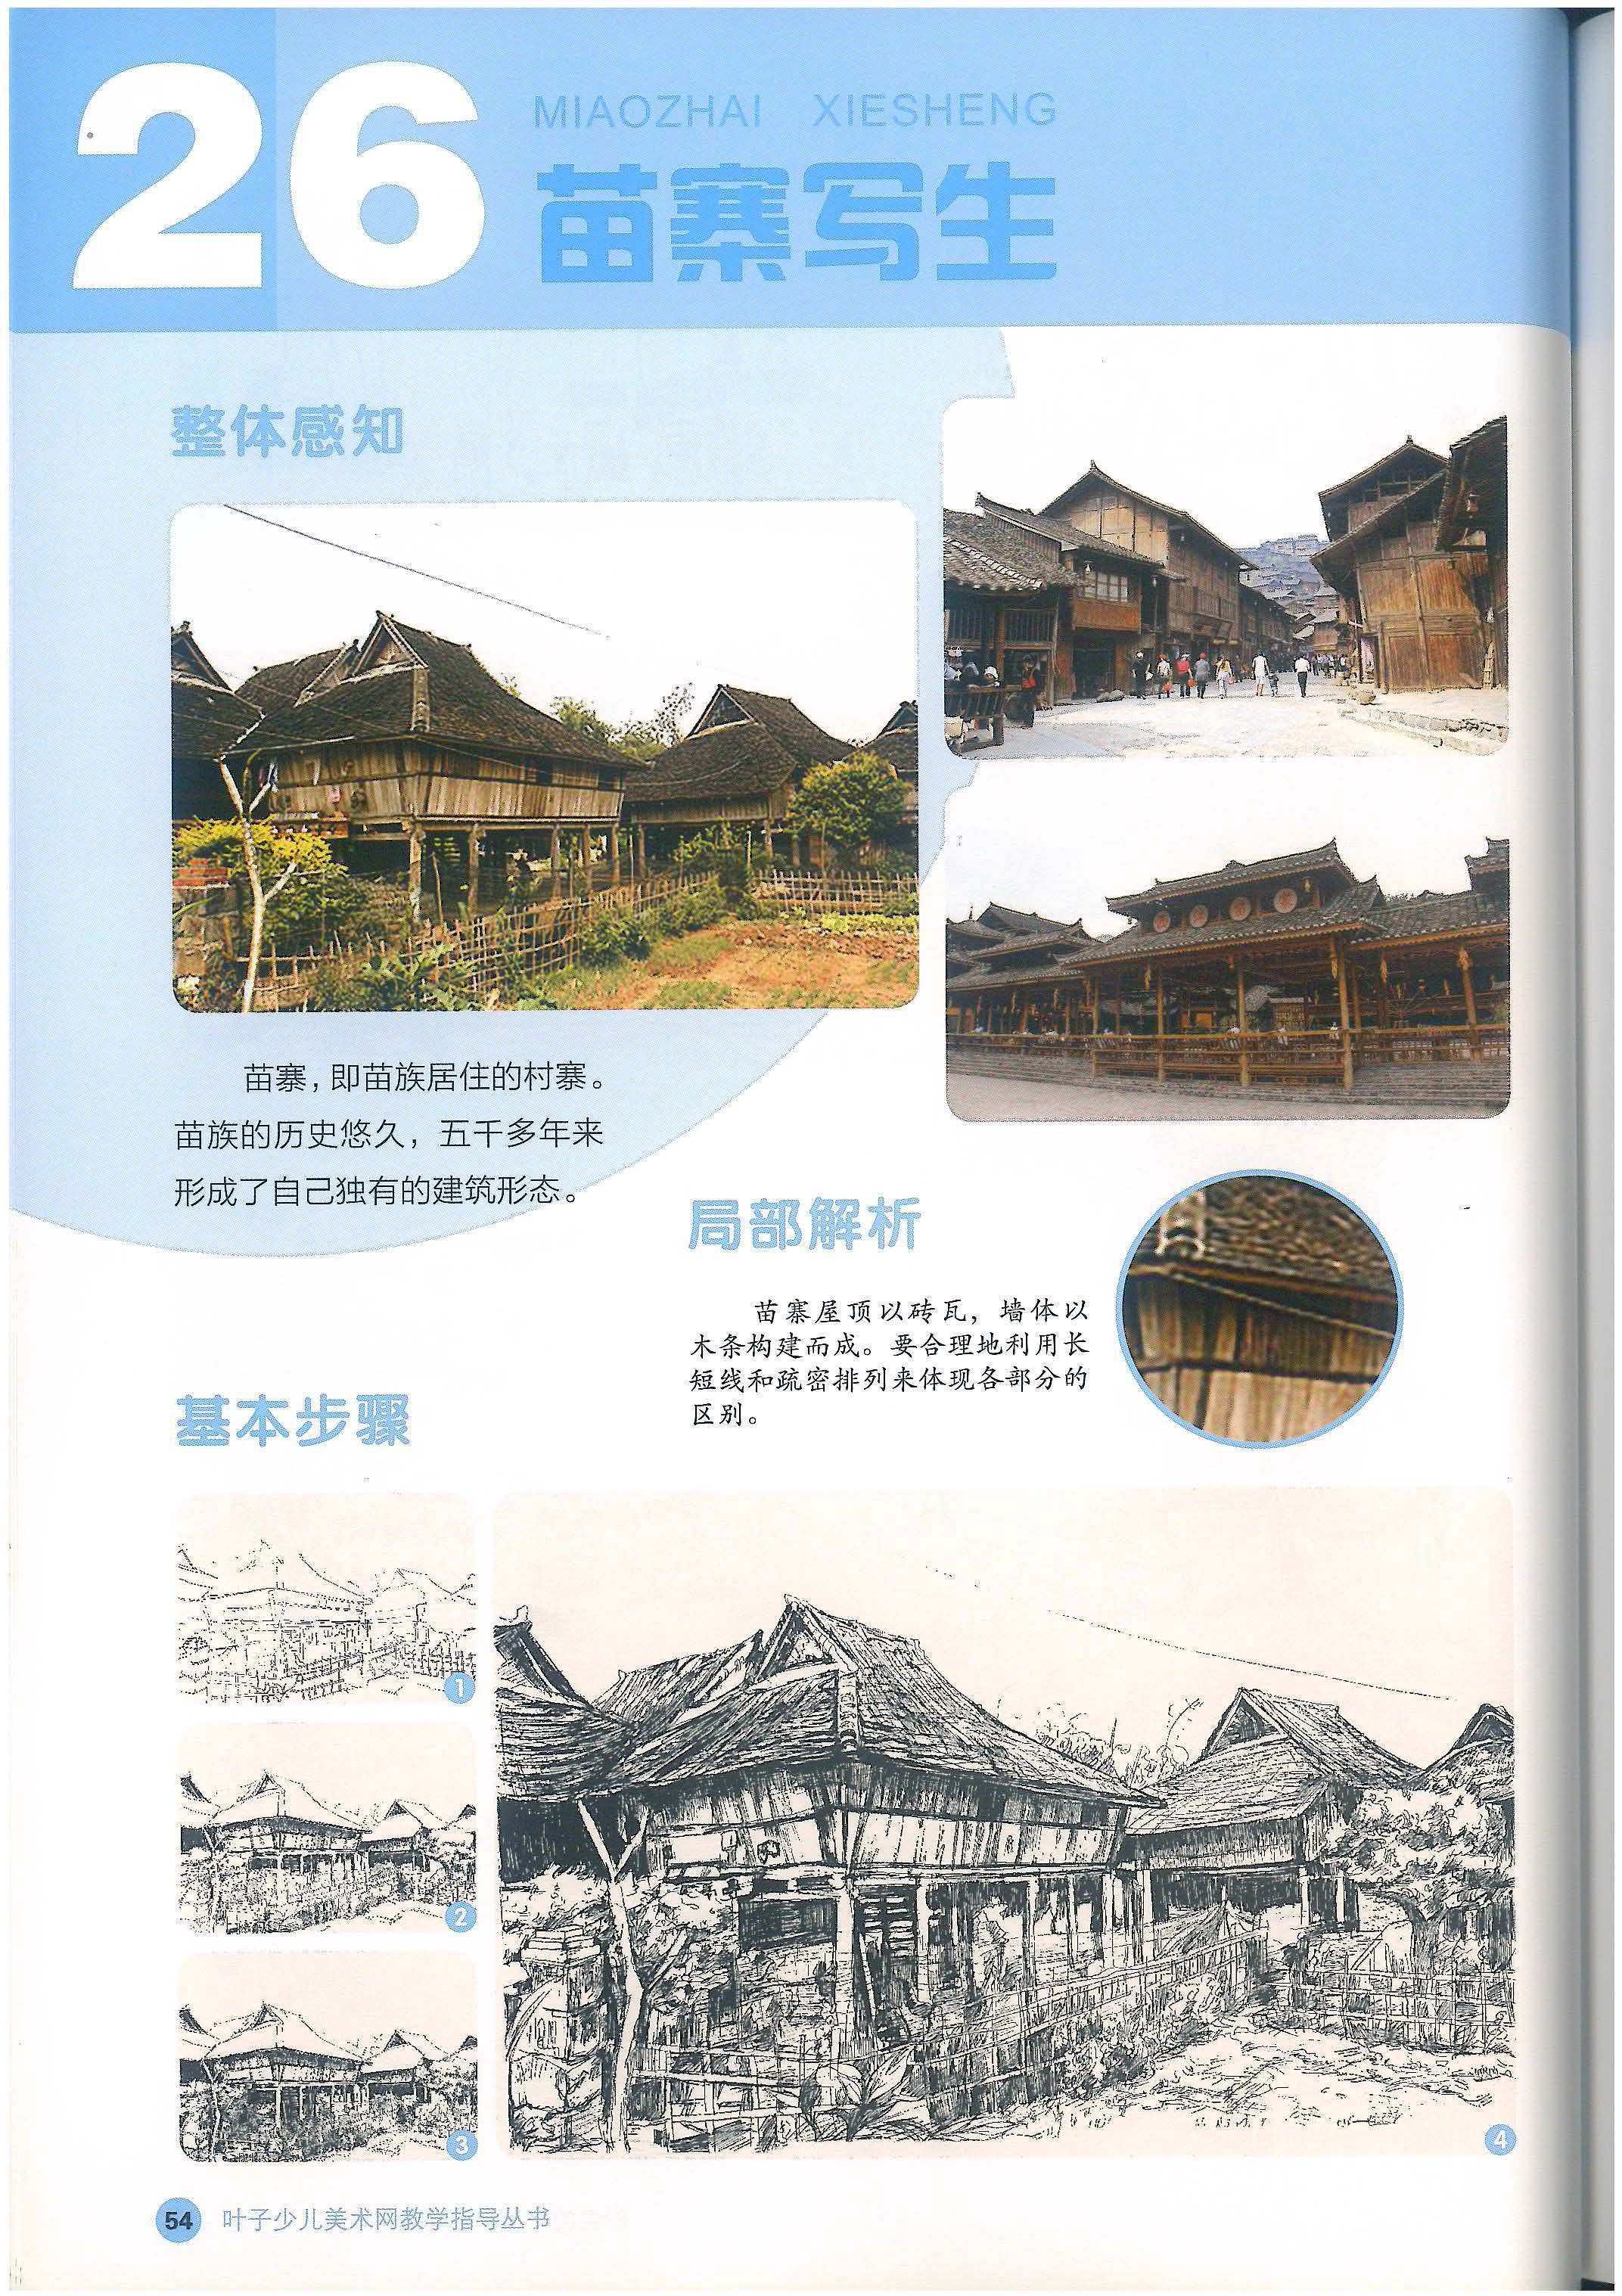 26
MIAOZHAI XIESHENG
苗寨写生
整体感知
苗寨，即苗族居住的村寨。
苗族的历史悠久，五千多年来
形成了自己独有的建筑形态。
局部解析
苗寨屋顶以砖瓦，墙体以
木条构建而成。要合理地利用长
短线和疏密排列来体现各部分的
区别。
基本步骤
1
2
3
4
54 叶子少儿美术网教学指导丛书